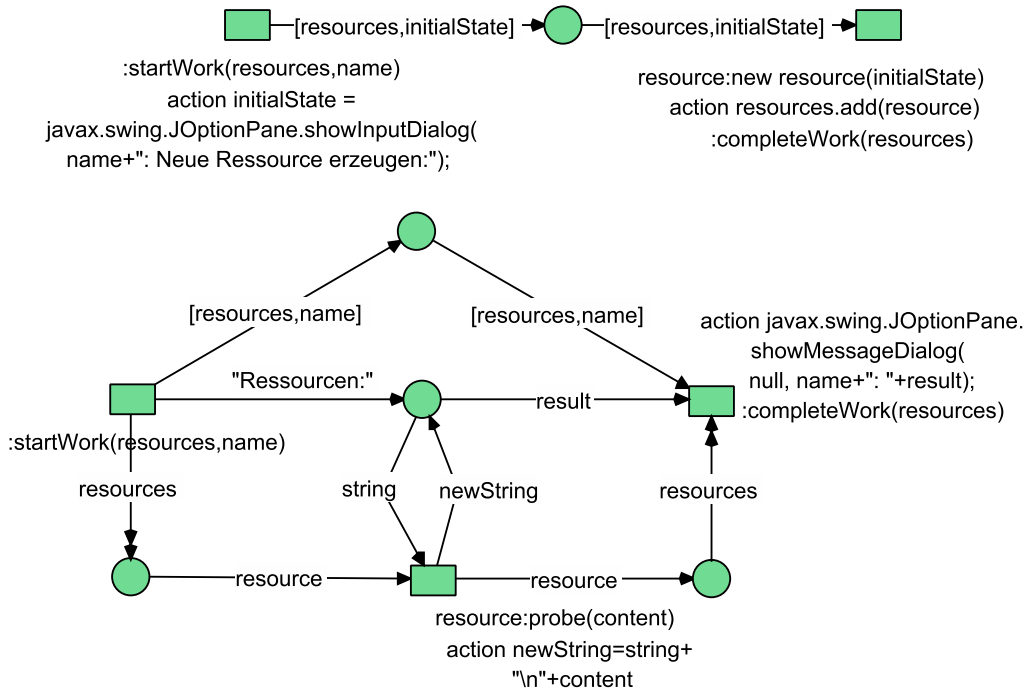 [resources,initialState]
[resources,initialState]
:startWork(resources,name)
action initialState =
javax.swing.JOptionPane.showInputDialog(
name+": Neue Ressource erzeugen:");
resource:new resource(initialState)
action resources.add(resource)
:completeWork(resources)
[resources,name]
[resources,name]
action javax.swing.JOptionPane.
showMessageDialog(
null, name+": "+result);
:completeWork(resources)
"Ressourcen:"
result
:startWork(resources,name)
resources
string
newString
resources
resource
resource
resource:probe(content)
action newString=string+
"\n"+content